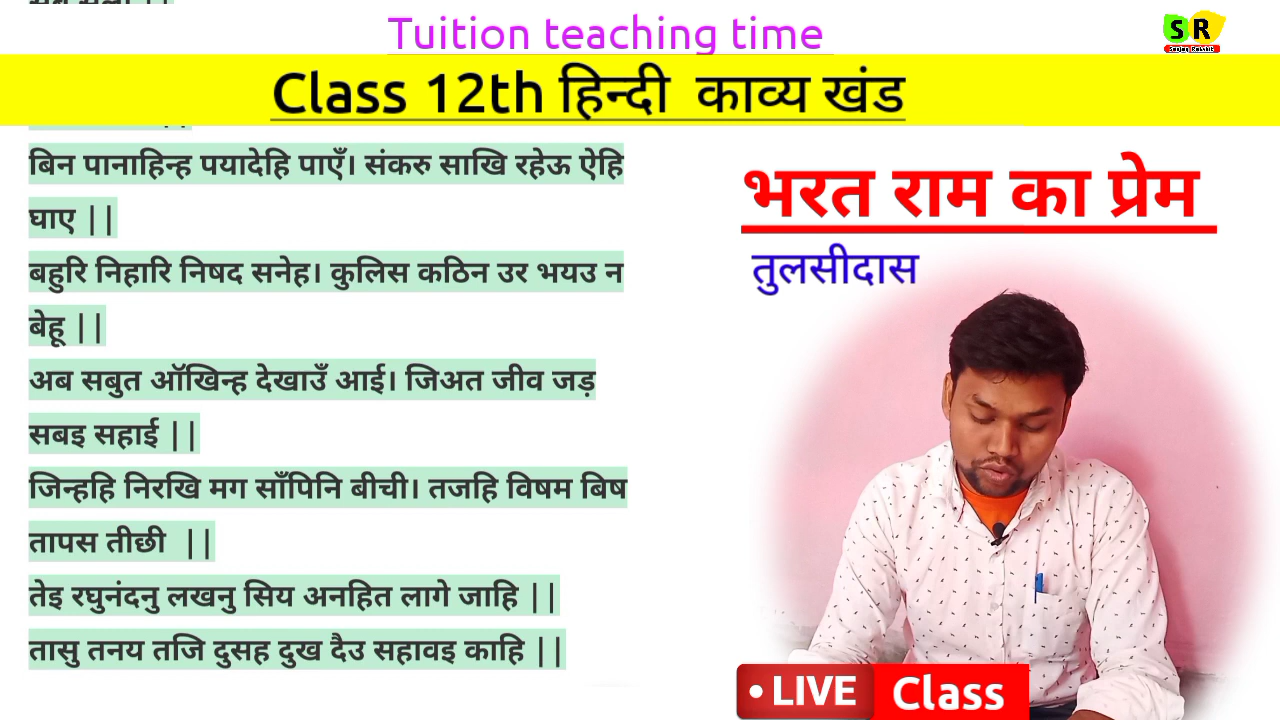 Tuition teaching time
SR
Class 12th हिन्दी काव्य खंड
बिन पानाहिन्ह पयादेहि पाएँ। संकरु साखि रहेऊ ऐहि
घाए ||
बहुरि निहारि निषद सनेह। कुलिस कठिन उर भयउ न
बेहू ||
अब सबुत ऑखिन्ह देखाउँ आई। जिअत जीव जड़
सबइ सहाई ||
जिन्हहि निरखि मग साँपिनि बीची। तजहि विषम बिष
तापस तीछी ||
तेइ रघुनंदनु लखनु सिय अनहित लागे जाहि ||
तासु तनय तजि दुसह दुख दैउ सहावइ काहि ||
भरत राम का प्रेम
तुलसीदास
• LIVE Class